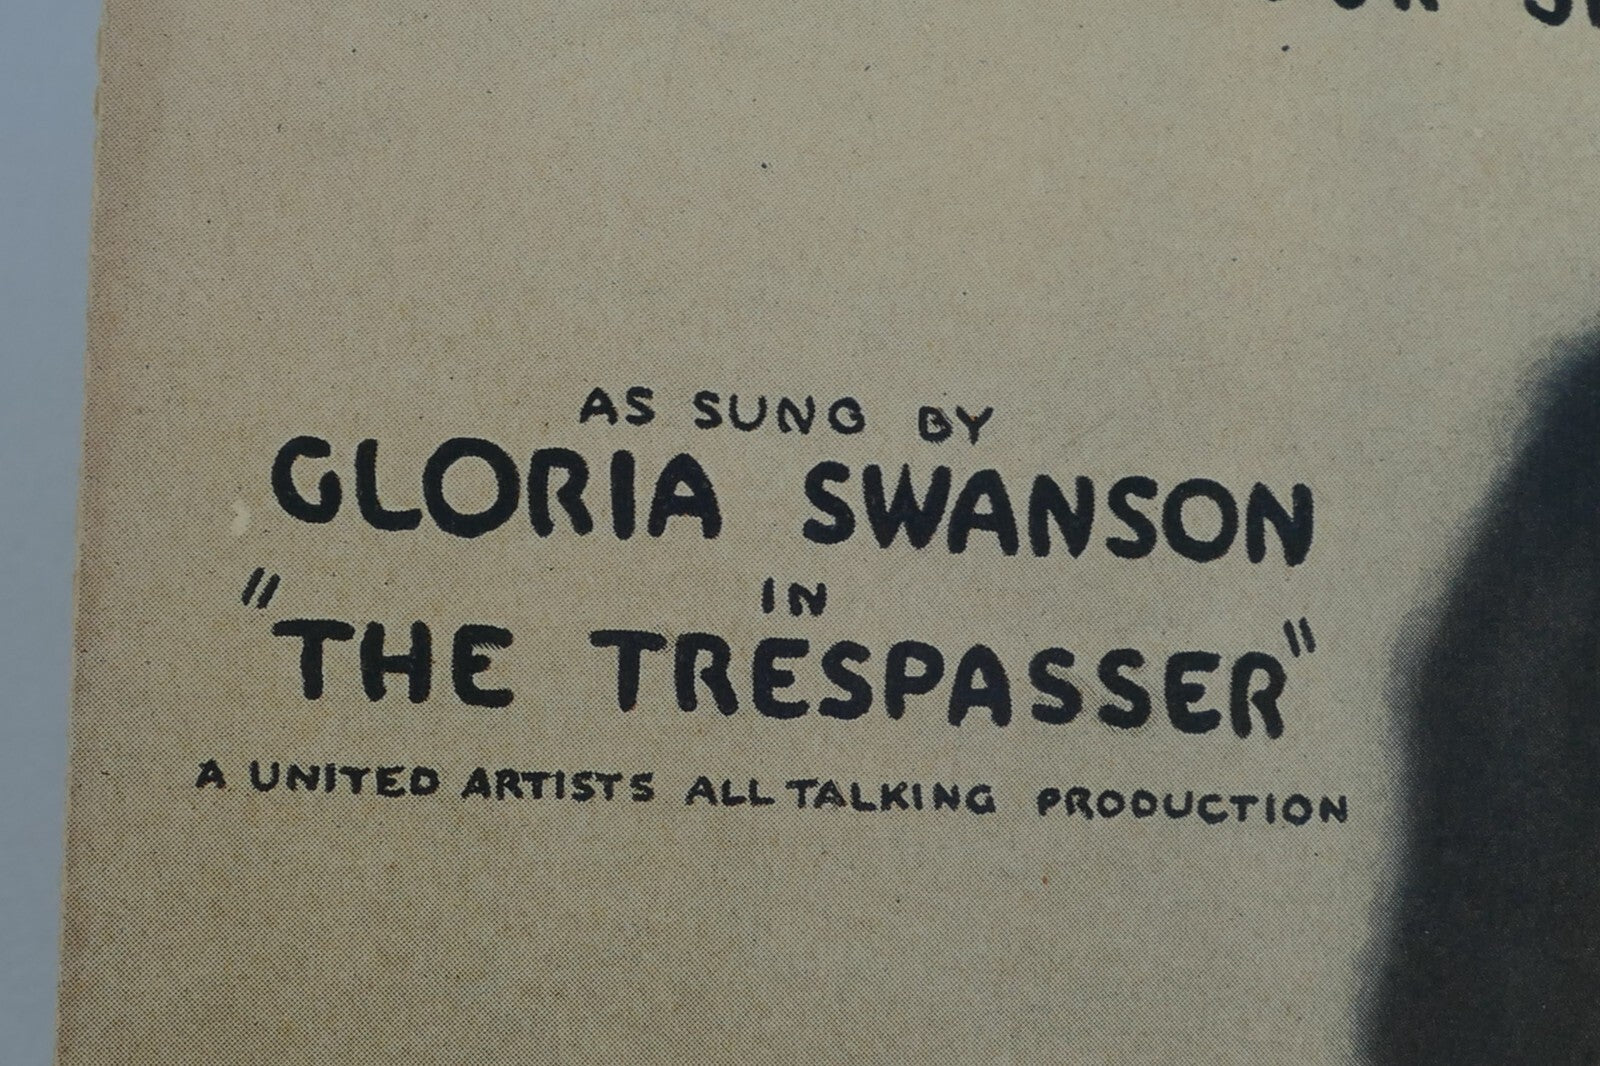 AS SUNG BY
GLORIA SWANSON
IN
"THE TRESPASSER"
A UNITED ARTISTS ALL TALKING PRODUCTION